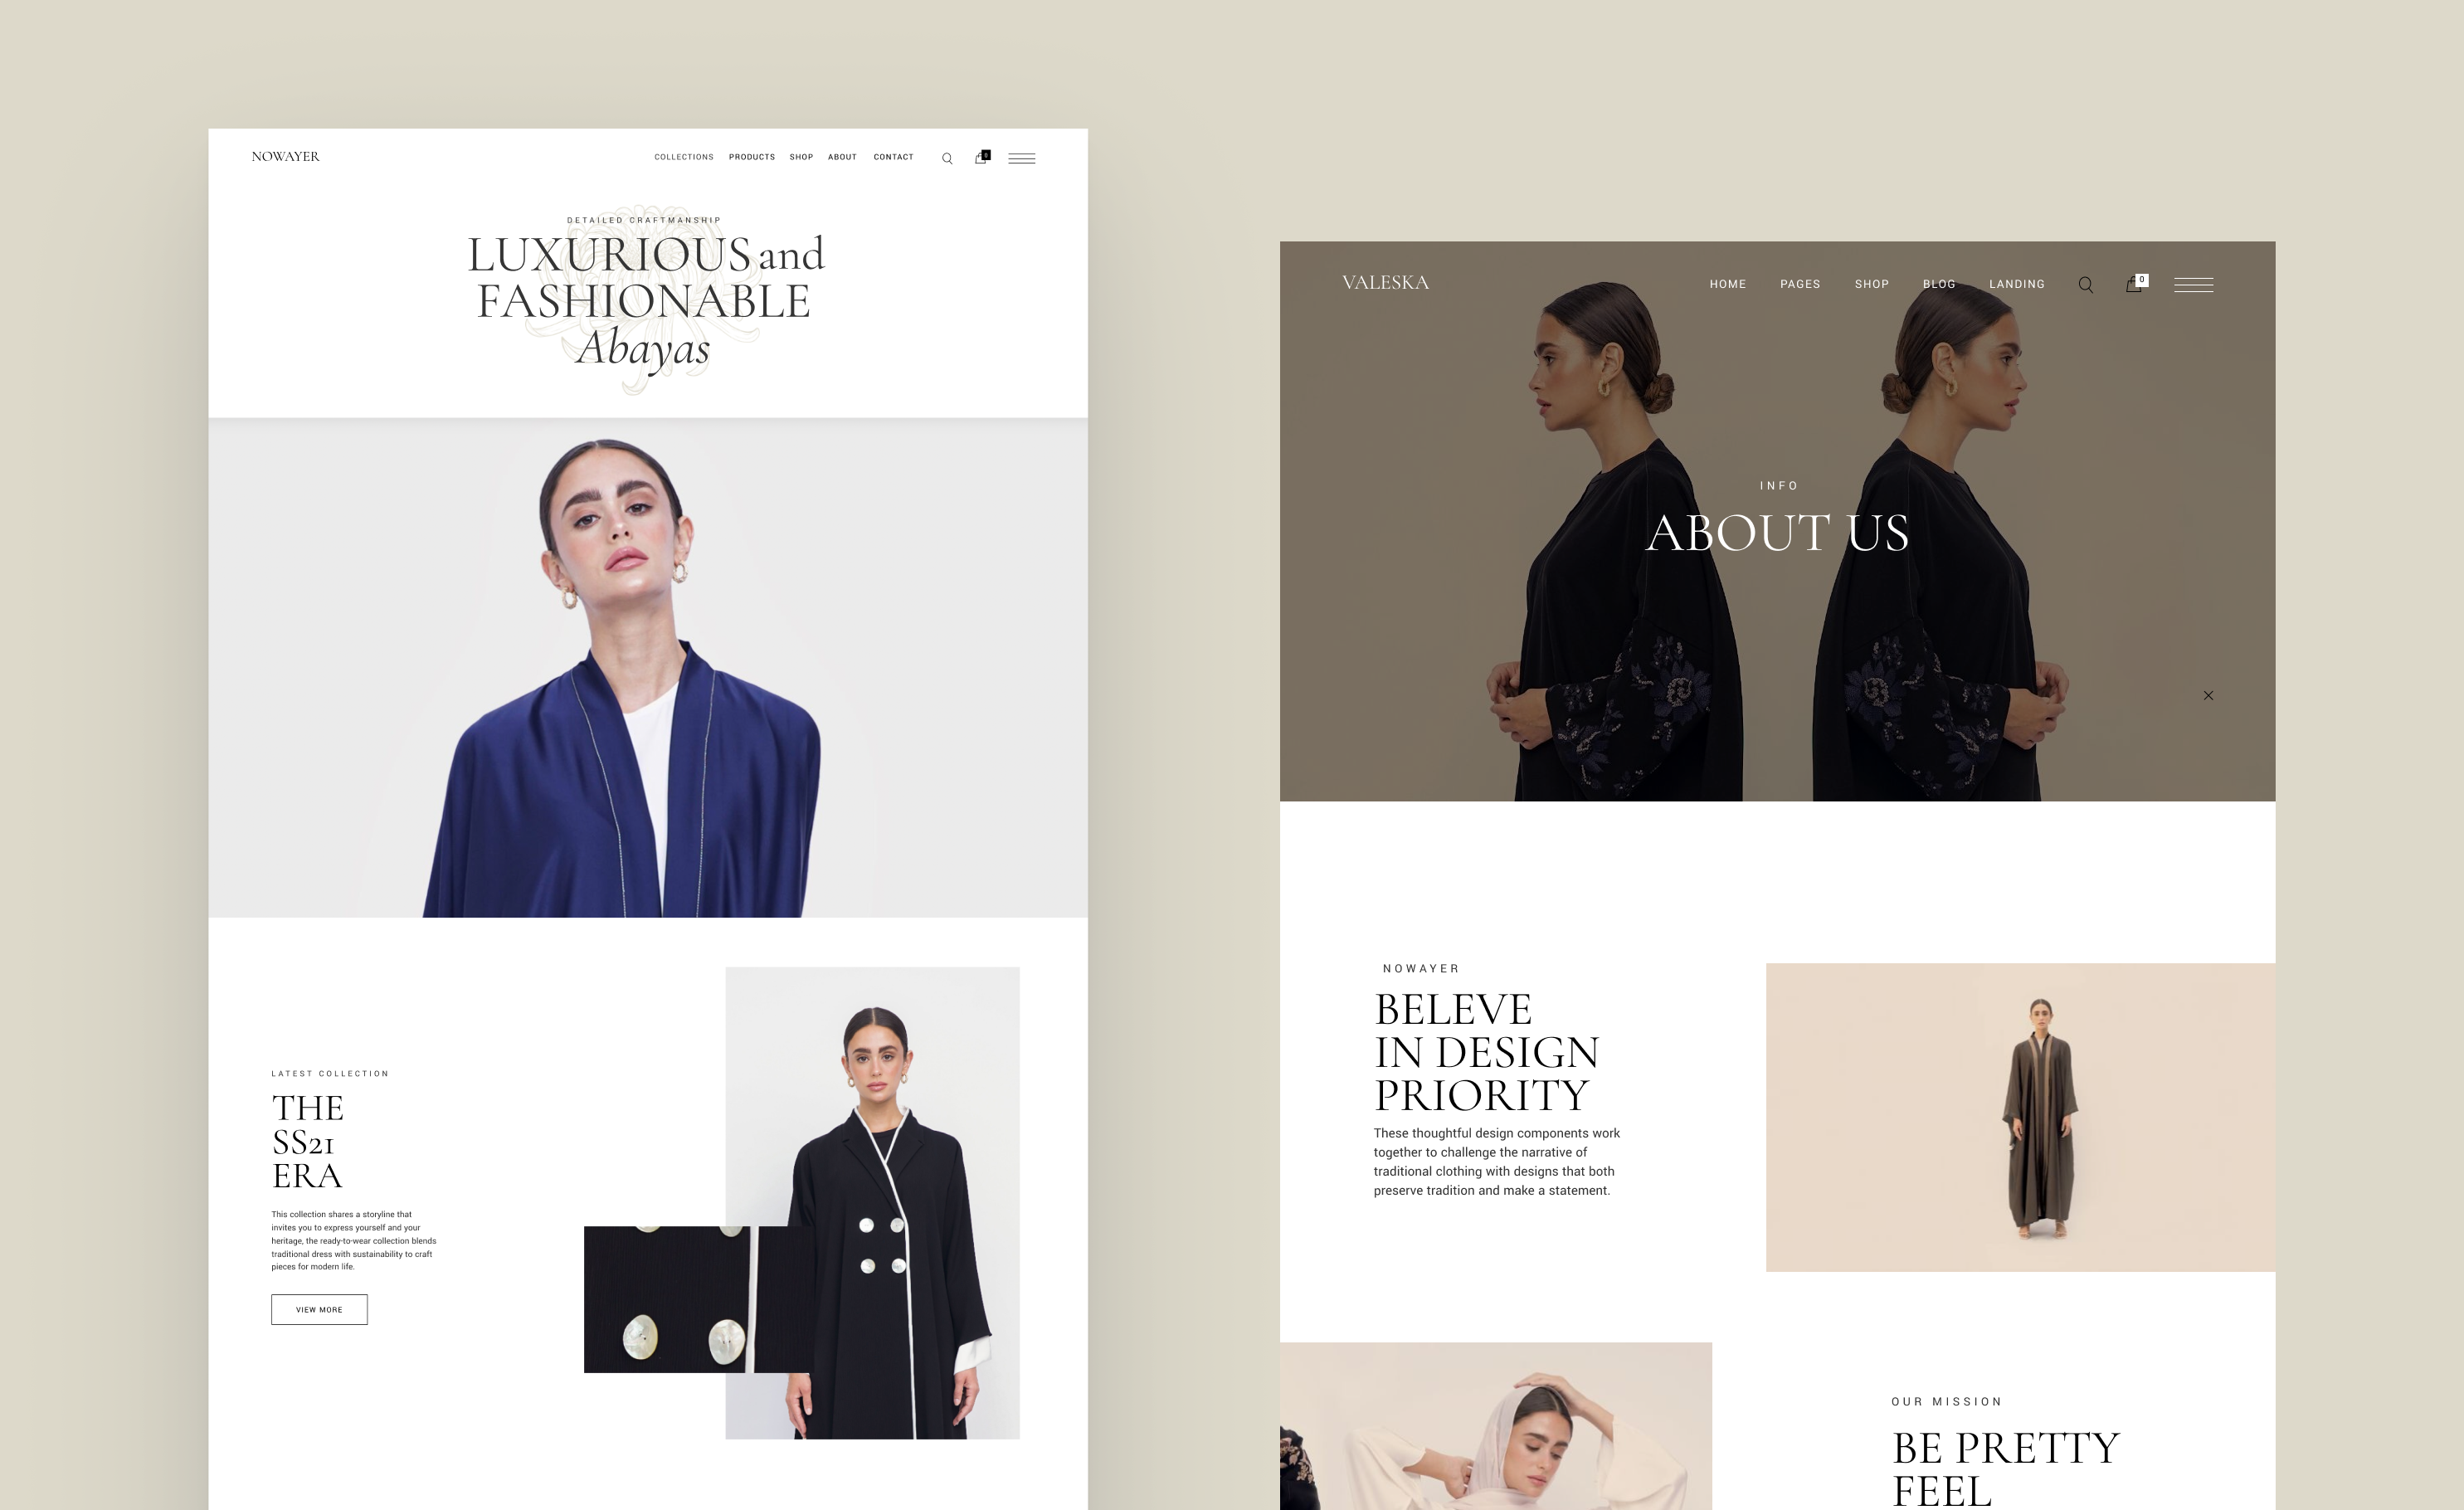 NOWAYER
COLLECTIONS PRODUCTS SHOP ABOUT CONTACT 0
DETAILED CRAFTMANSHIP
LUXURIOUS and
FASHIONABLE
Abayas
LATEST COLLECTION
THE
SS21
ERA
This collection shares a storyline that
invites you to express yourself and your
heritage, the ready-to-wear collection blends
traditional dress with sustainability to craft
pieces for modern life.
VIEW MORE
VALESKA
HOME PAGES SHOP BLOG LANDING 0
INFO
ABOUT US
NOWAYER
BELEVE
IN DESIGN
PRIORITY
These thoughtful design components work
together to challenge the narrative of
traditional clothing with designs that both
preserve tradition and make a statement.
OUR MISSION
BE PRETTY
FEEL